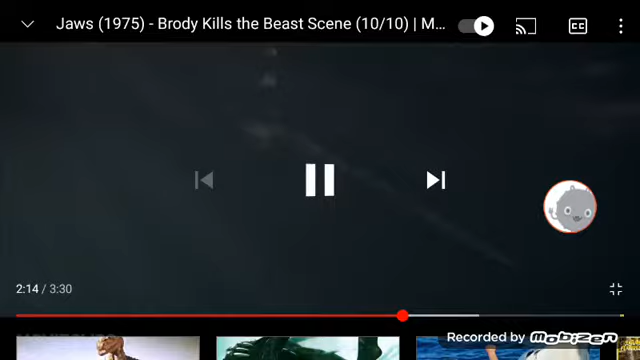 Jaws (1975) - Brody Kills the Beast Scene (10/10) | M...
CC
2:14 / 3:30
Recorded by MOBIZEN